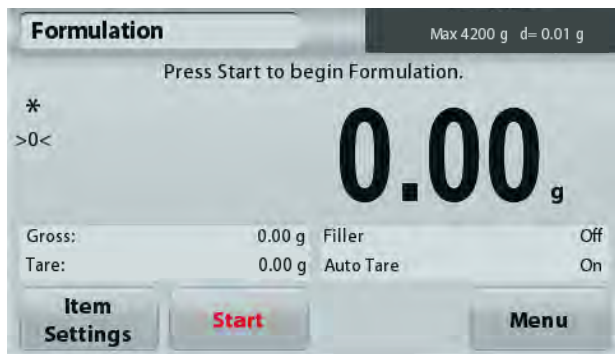 Formulation
Max 4200 g d= 0.01 g
Press Start to begin Formulation.
*
>0<
0.00 g
Gross: 0.00 g Filler Off
Tare: 0.00 g Auto Tare On
Item Settings
Start
Menu